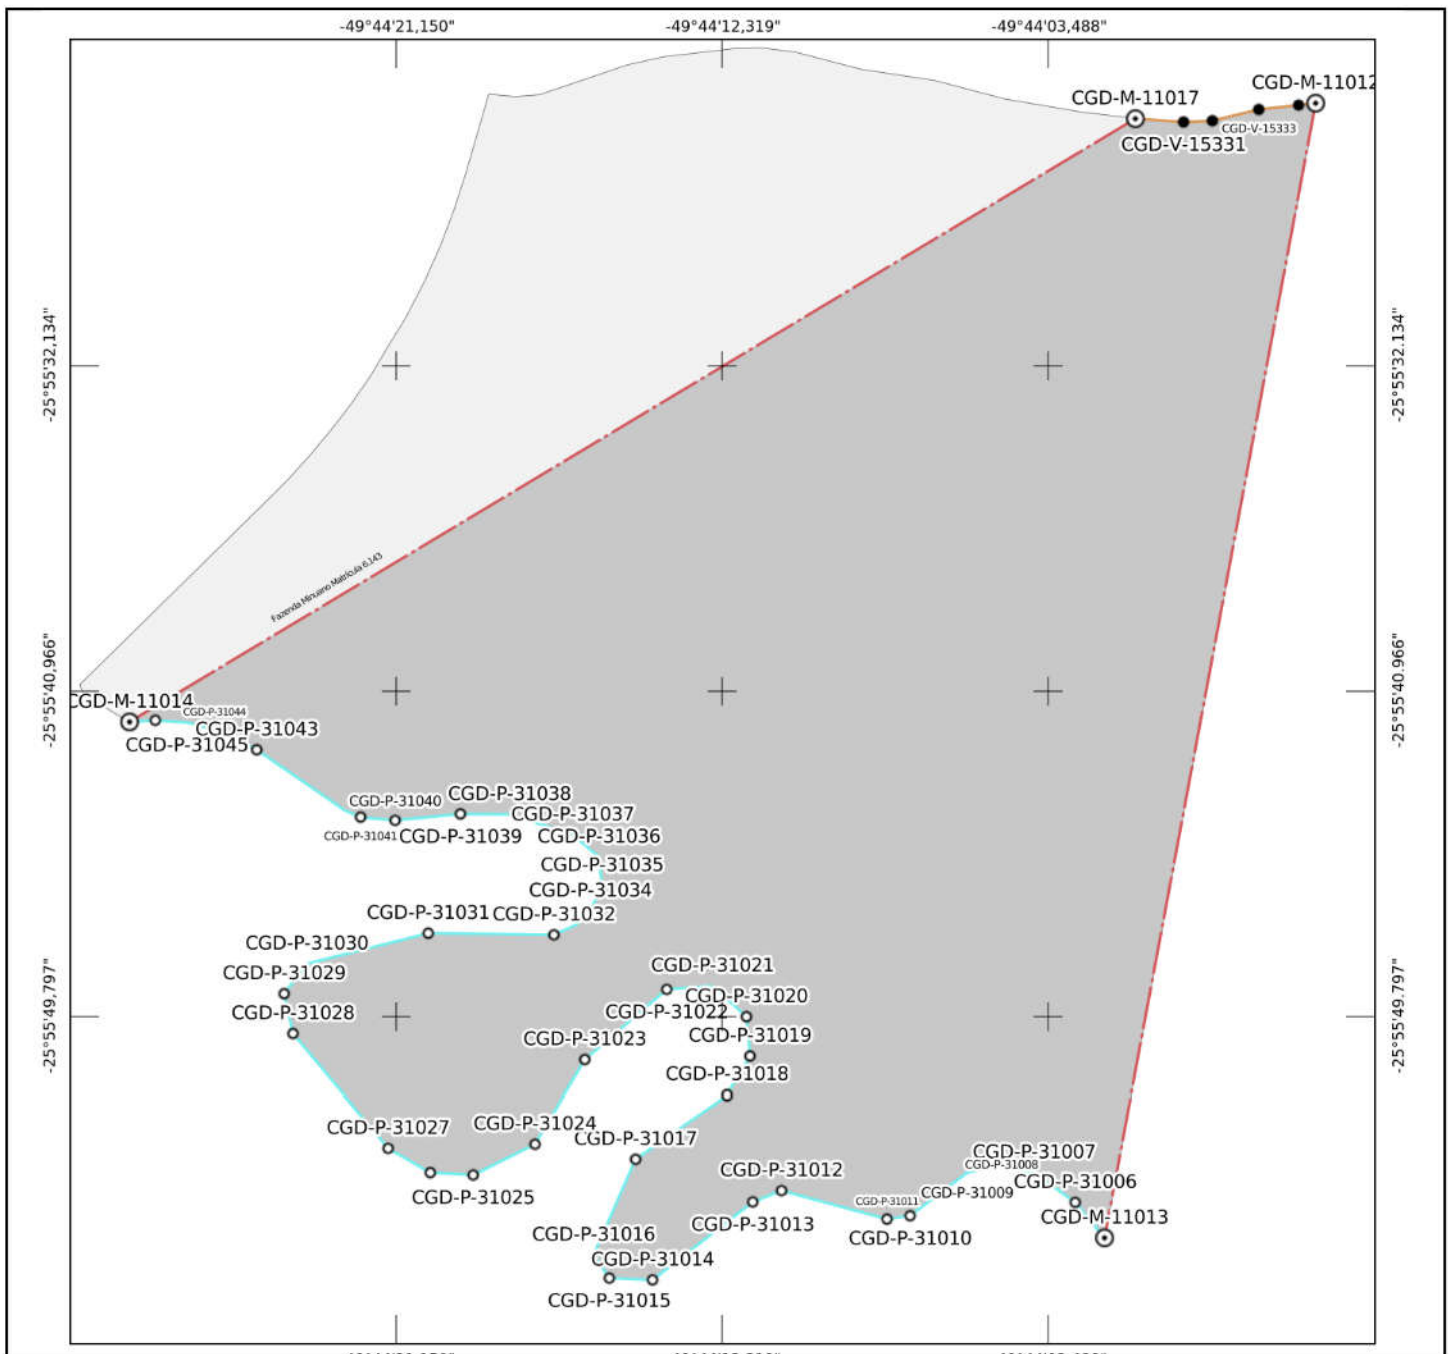 -49°44'21,150"
-49°44'12,319"
-49°44'03,488"
CGD-M-11012
CGD-M-11017
CGD-V-15333
CGD-V-15331
-25°55'32.134"
-25°55'32.134"
Fazenda Minuano Matrícula 6.143
-25°55'40.966"
-25°55'40.966"
CGD-M-11014
CGD-P-31044
CGD-P-31043
CGD-P-31045
CGD-P-31038
CGD-P-31040
CGD-P-31037
CGD-P-31041
CGD-P-31039
CGD-P-31036
CGD-P-31035
CGD-P-31034
CGD-P-31031
CGD-P-31032
CGD-P-31030
CGD-P-31029
CGD-P-31021
CGD-P-31020
CGD-P-31028
CGD-P-31022
-25°55'49.797"
-25°55'49.797"
CGD-P-31023
CGD-P-31019
CGD-P-31018
CGD-P-31027
CGD-P-31024
CGD-P-31017
CGD-P-31007
CGD-P-31008
CGD-P-31012
CGD-P-31006
CGD-P-31025
CGD-P-31009
CGD-P-31011
CGD-M-11013
CGD-P-31013
CGD-P-31016
CGD-P-31010
CGD-P-31014
CGD-P-31015